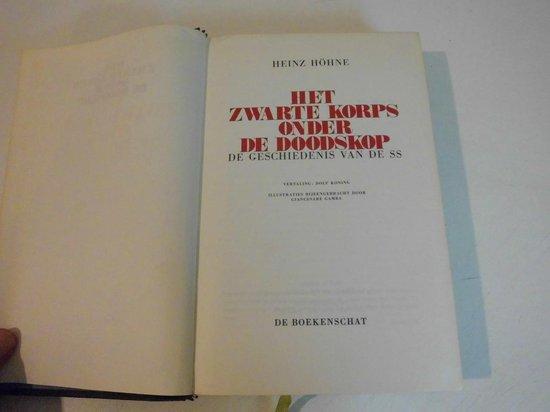 HEINZ HÖHNE
HET
ZWARTE KORPS
ONDER
DE DOODSKOP
DE GESCHIEDENIS VAN DE SS
VERTALING: DOLF KONING
ILLUSTRATIES BIJEENGEBRACHT DOOR
GIANCESARE GAMBA
DE BOEKENSCHAT